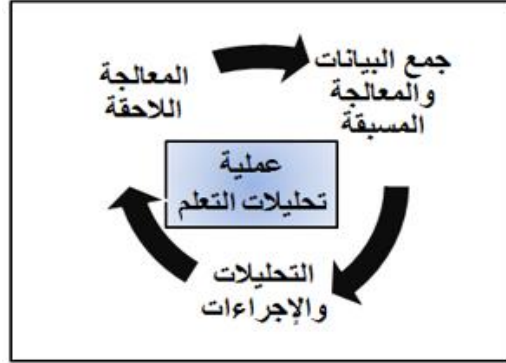 جمع البيانات
والمعالجة
المسبقة
المعالجة
اللاحقة
عملية
تحليلات التعلم
التحليلات
والإجراءات